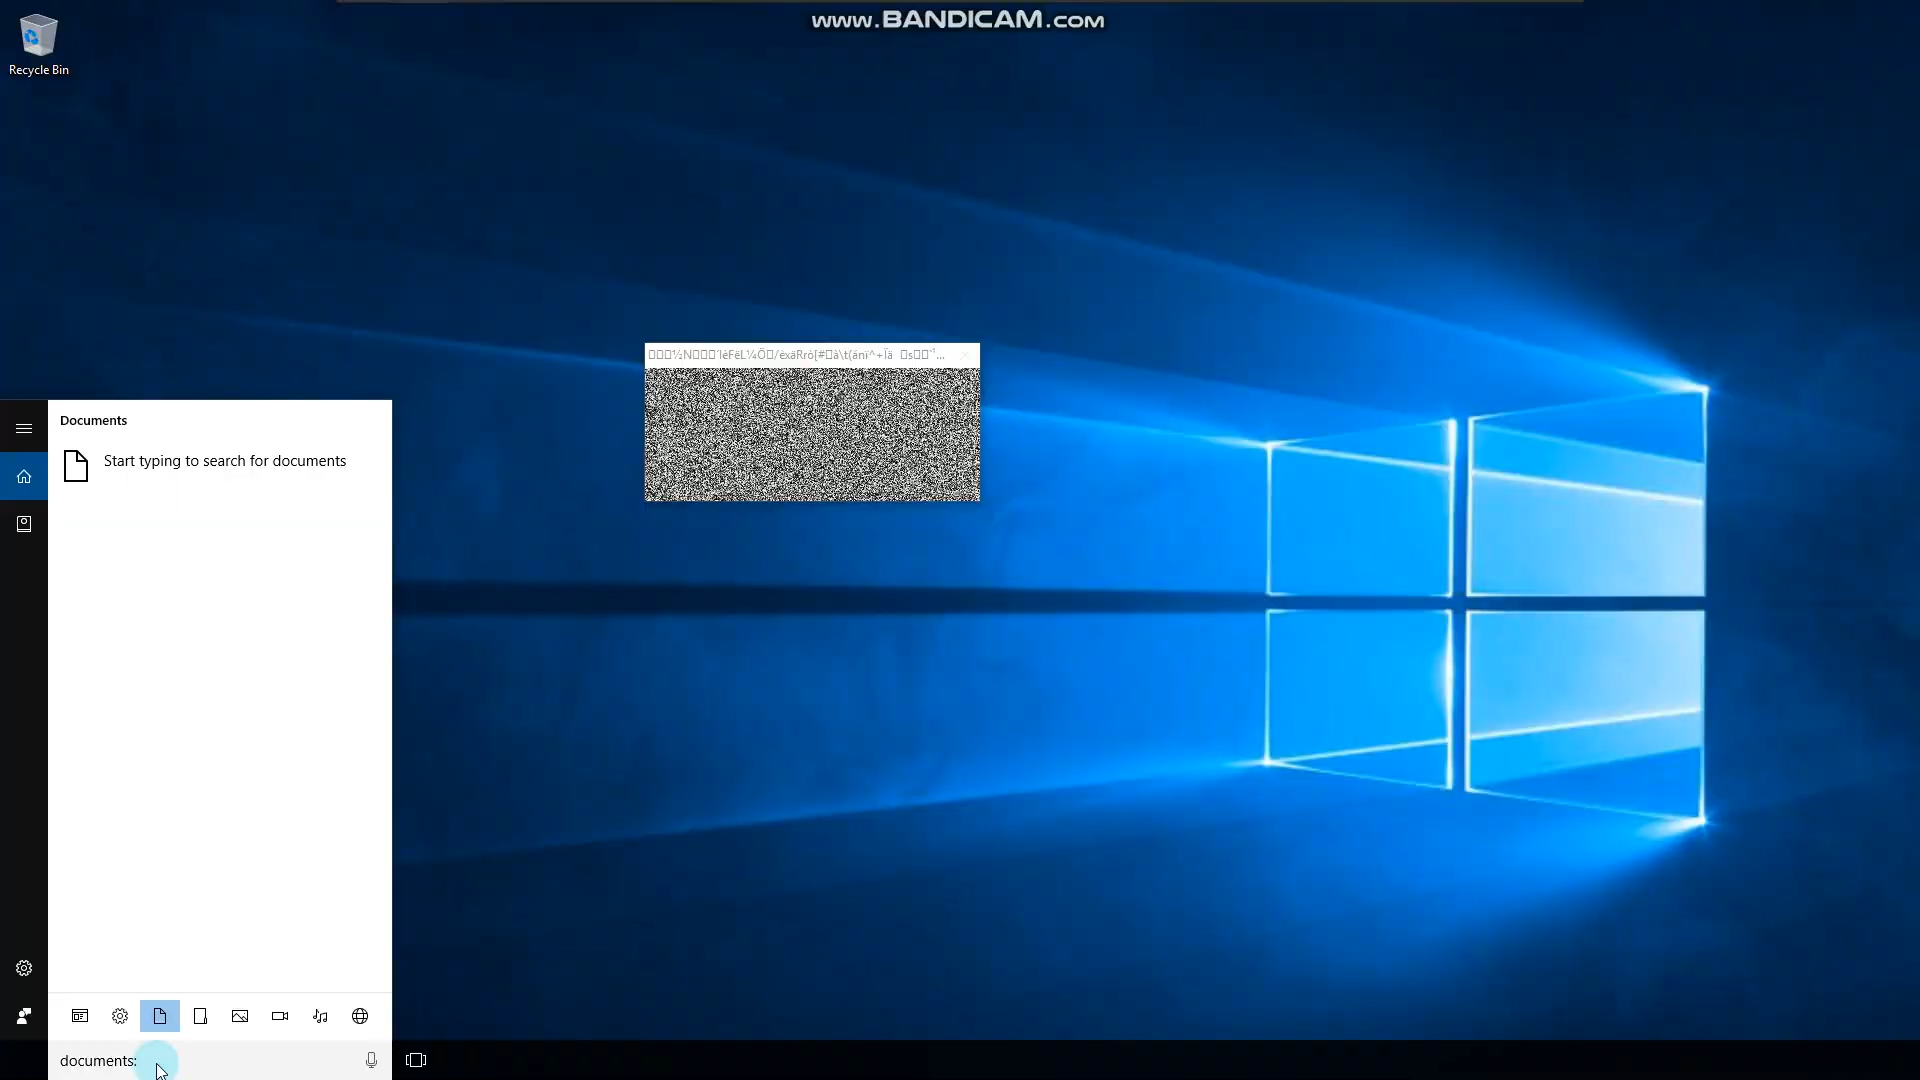 www.BANDICAM.com
Recycle Bin
Documents
Start typing to search for documents
documents: